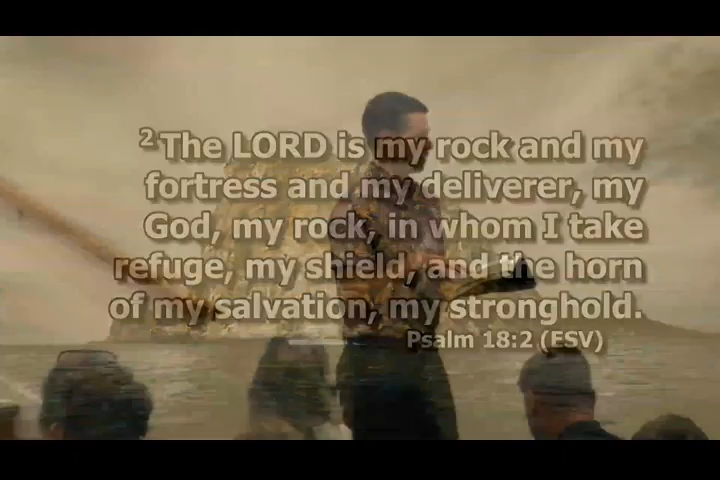 2 The LORD is my rock and my
fortress and my deliverer, my
God, my rock, in whom I take
refuge, my shield, and the horn
of my salvation, my stronghold.
Psalm 18:2 (ESV)